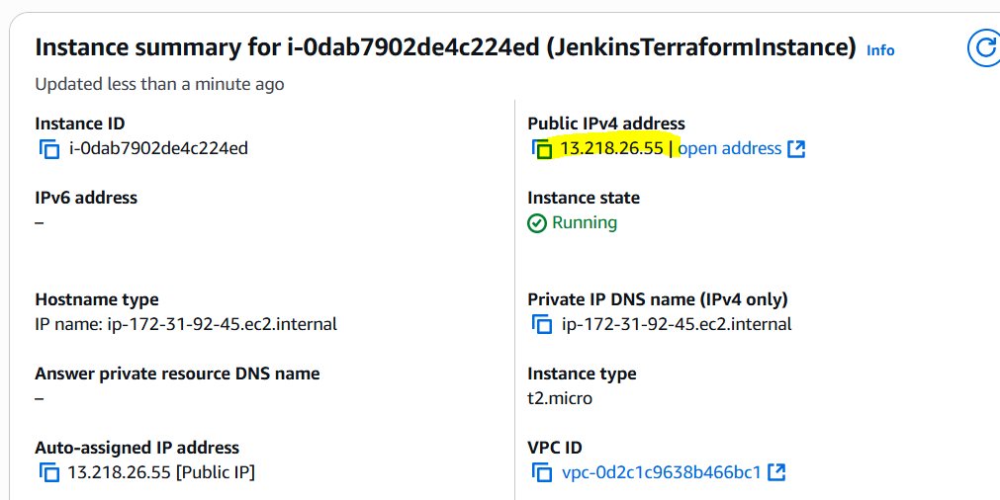 Instance summary for i-0dab7902de4c224ed (JenkinsTerraformInstance) Info
Updated less than a minute ago
Instance ID
i-0dab7902de4c224ed
Public IPv4 address
13.218.26.55 | open address
IPv6 address
–
Instance state
Running
Hostname type
IP name: ip-172-31-92-45.ec2.internal
Private IP DNS name (IPv4 only)
ip-172-31-92-45.ec2.internal
Answer private resource DNS name
–
Instance type
t2.micro
Auto-assigned IP address
13.218.26.55 [Public IP]
VPC ID
vpc-0d2c1c9638b466bc1